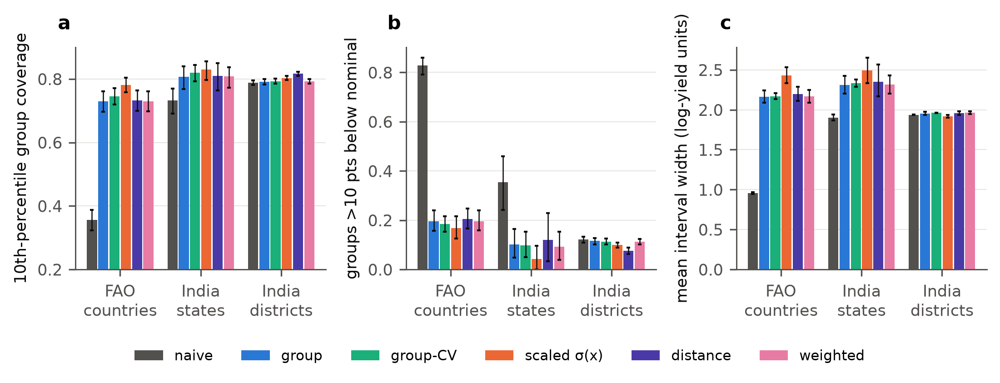 a
10th-percentile group coverage
0.8
0.6
0.4
0.2
FAO
countries
India
states
India
districts
b
groups >10 pts below nominal
0.8
0.6
0.4
0.2
0.0
FAO
countries
India
states
India
districts
c
mean interval width (log-yield units)
2.5
2.0
1.5
1.0
0.5
0.0
FAO
countries
India
states
India
districts
naive
group
group-CV
scaled σ(x)
distance
weighted